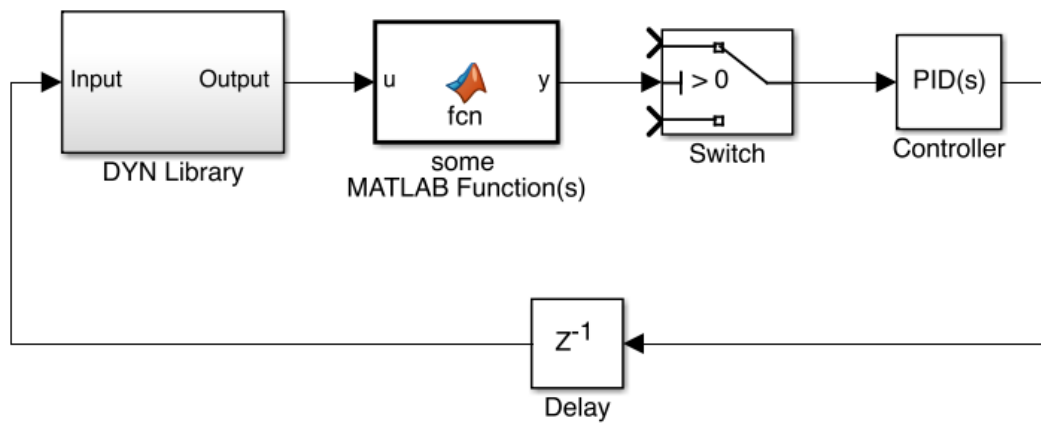 Input Output
DYN Library
u fcn y
some
MATLAB Function(s)
> 0
Switch
PID(s)
Controller
Z-1
Delay